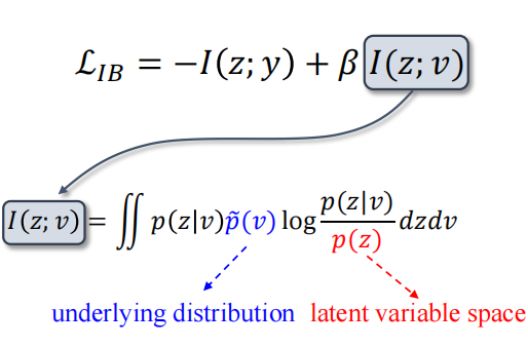 ℒ_IB = −I(z; y) + β I(z; v)
I(z; v) = ∬ p(z|v) p̃(v) log p(z|v) / p(z) dzdv
underlying distribution latent variable space